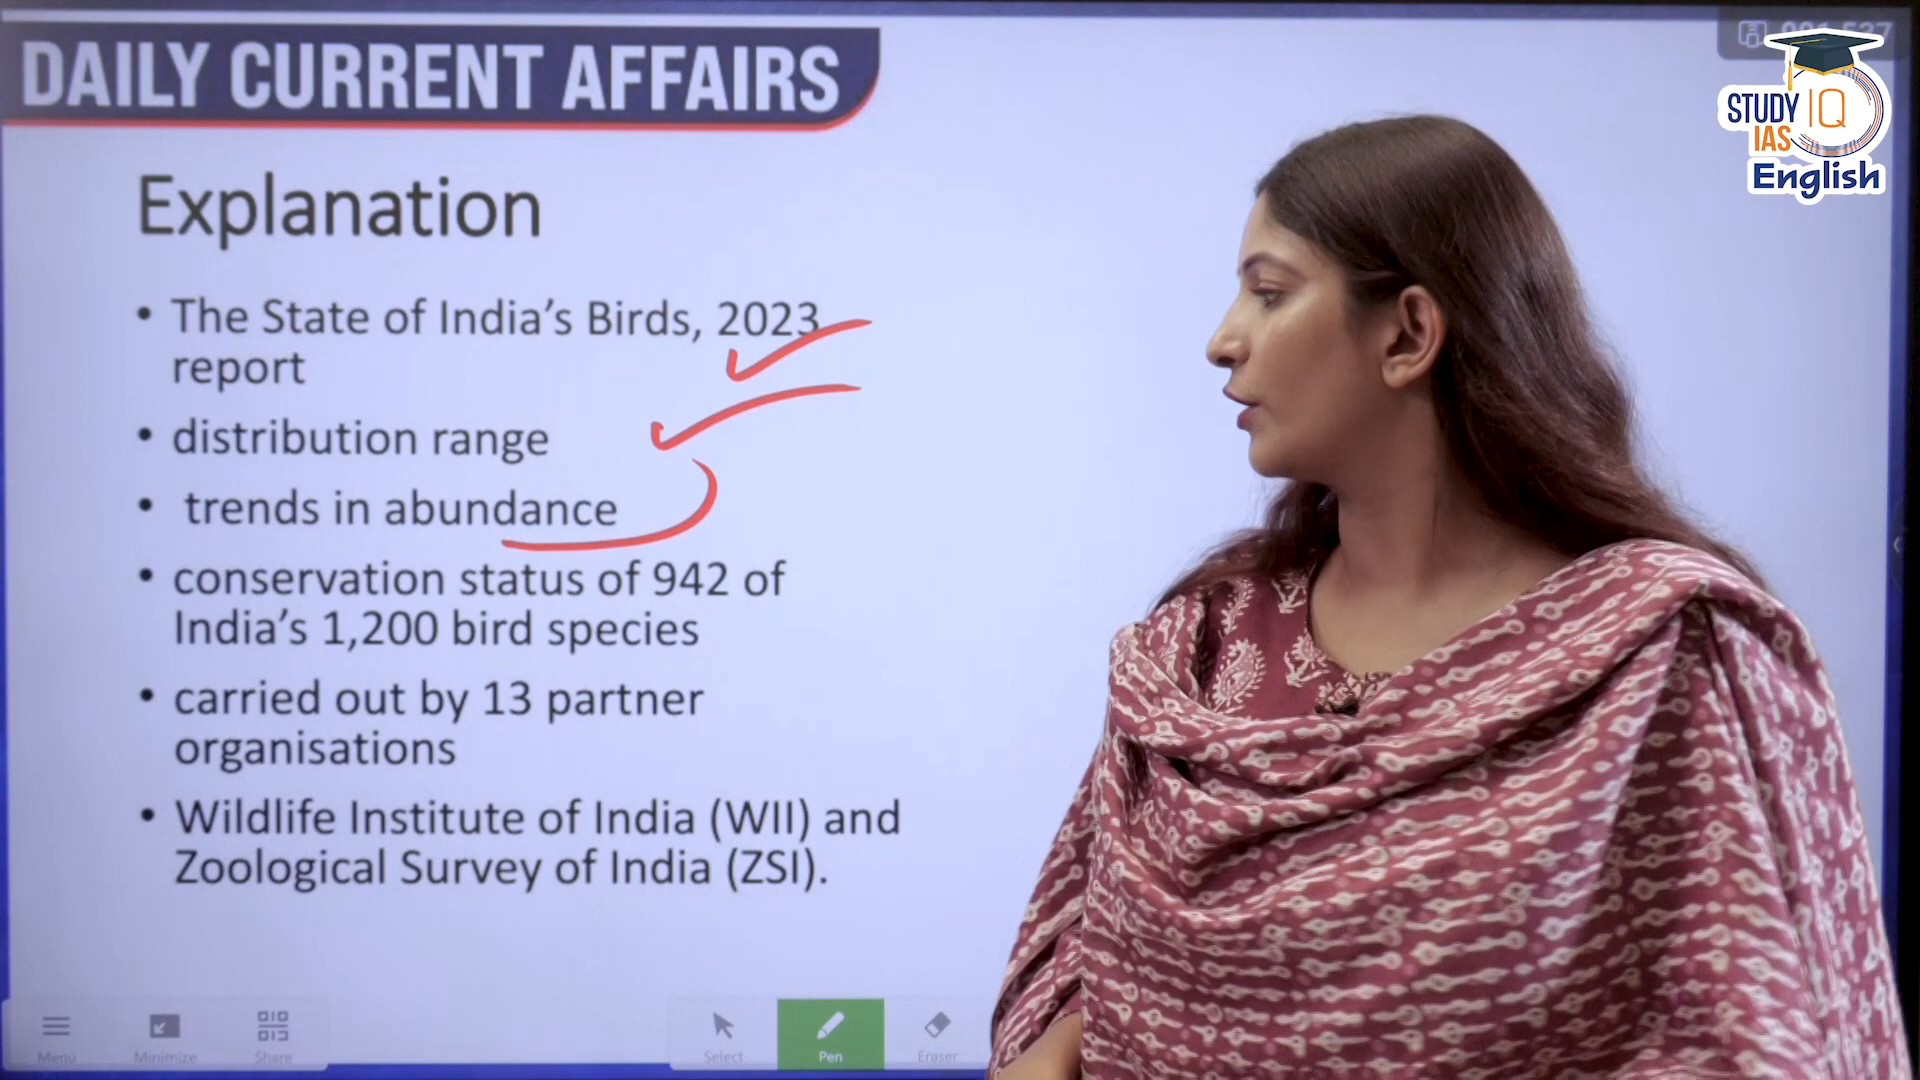 DAILY CURRENT AFFAIRS
STUDY IQ
IAS
English
Explanation
• The State of India's Birds, 2023
report
• distribution range
• trends in abundance
• conservation status of 942 of
India's 1,200 bird species
• carried out by 13 partner
organisations
• Wildlife Institute of India (WII) and
Zoological Survey of India (ZSI).
Menu
Minimize
Share
Select
Pen
Eraser